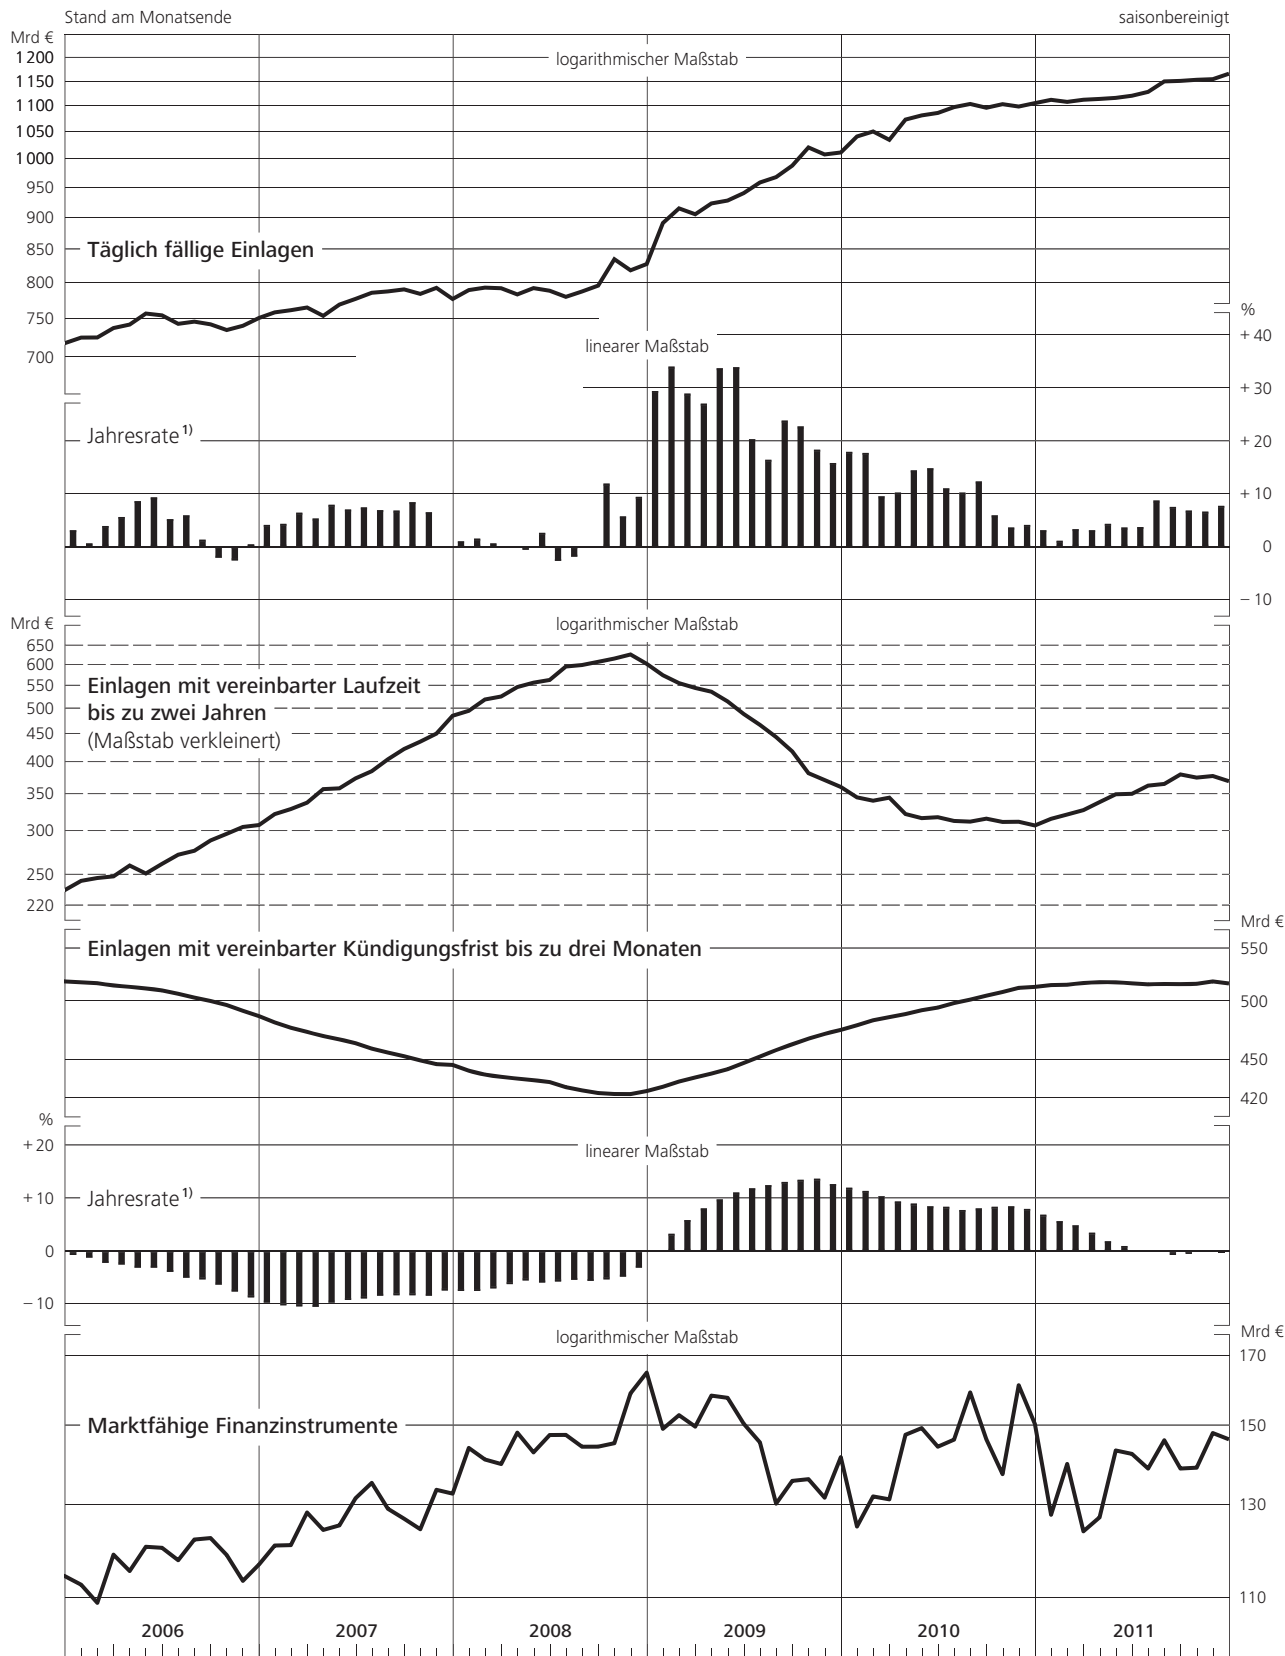 Stand am Monatsende
saisonbereinigt
Mrd €
1 200
logarithmischer Maßstab
1 150
1 100
1 050
1 000
950
900
850
Täglich fällige Einlagen
800
750
700
%
+ 40
linearer Maßstab
+ 30
Jahresrate 1)
+ 20
+ 10
0
− 10
Mrd €
logarithmischer Maßstab
650
600
550
Einlagen mit vereinbarter Laufzeit
500
bis zu zwei Jahren
450
(Maßstab verkleinert)
400
350
300
250
220
Mrd €
Einlagen mit vereinbarter Kündigungsfrist bis zu drei Monaten
550
500
450
420
%
+ 20
linearer Maßstab
+ 10
Jahresrate 1)
0
− 10
logarithmischer Maßstab
Mrd €
170
Marktfähige Finanzinstrumente
150
130
110
2006 2007 2008 2009 2010 2011